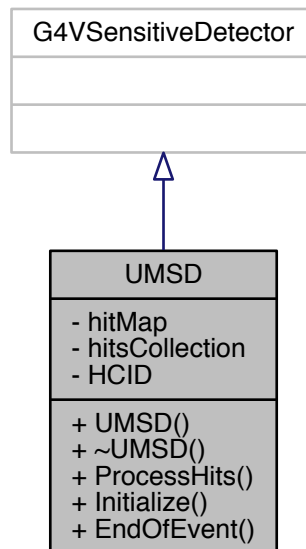 G4VSensitiveDetector
UMSD
- hitMap
- hitsCollection
- HCID
+ UMSD()
+ ~UMSD()
+ ProcessHits()
+ Initialize()
+ EndOfEvent()